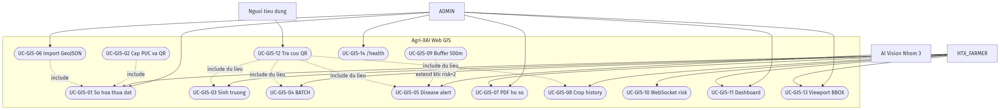 Nguoi tieu dung
ADMIN
Agri-XAI Web GIS
UC-GIS-06 Import GeoJSON
UC-GIS-02 Cap PUC va QR
UC-GIS-12 Tra cuu QR
UC-GIS-14 /health
UC-GIS-09 Buffer 500m
AI Vision Nhom 3
HTX_FARMER
include
include
include du lieu
include du lieu
include du lieu
include du lieu
extend khi risk=2
UC-GIS-01 So hoa thua dat
UC-GIS-03 Sinh truong
UC-GIS-04 BATCH
UC-GIS-05 Disease alert
UC-GIS-07 PDF ho so
UC-GIS-08 Crop history
UC-GIS-10 WebSocket risk
UC-GIS-11 Dashboard
UC-GIS-13 Viewport BBOX